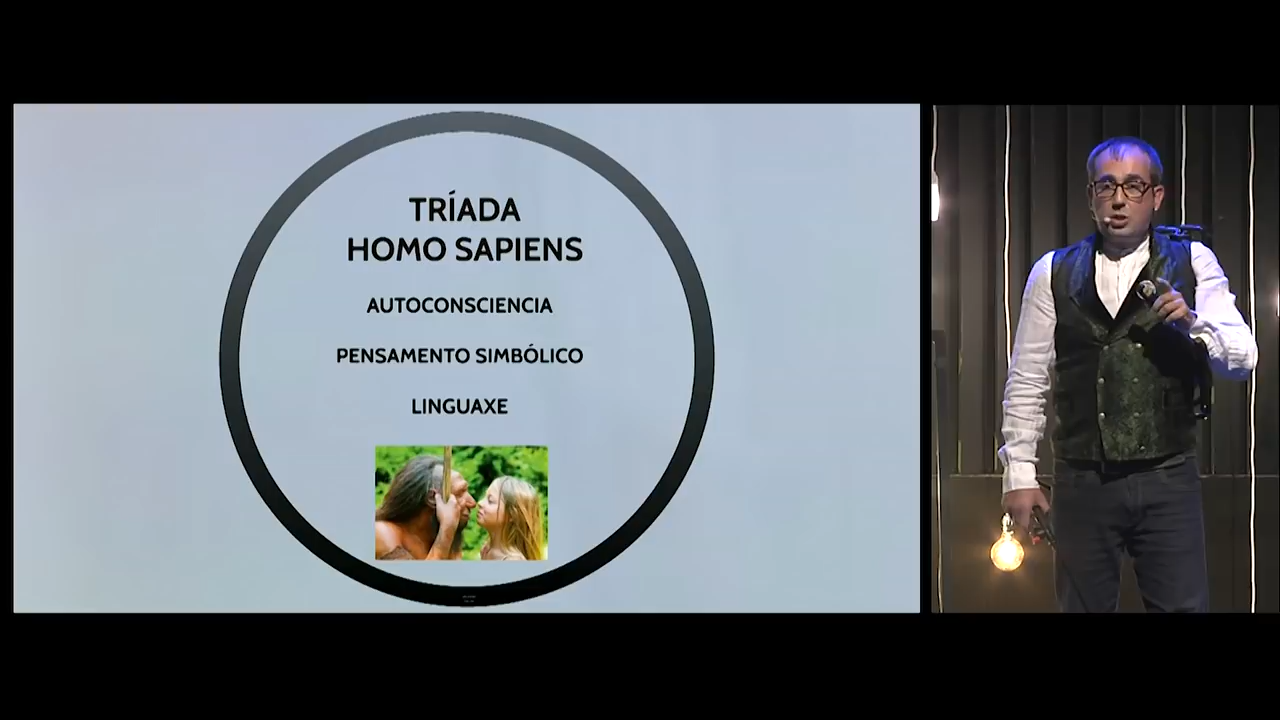 TRÍADA
HOMO SAPIENS
AUTOCONSCIENCIA
PENSAMENTO SIMBÓLICO
LINGUAXE